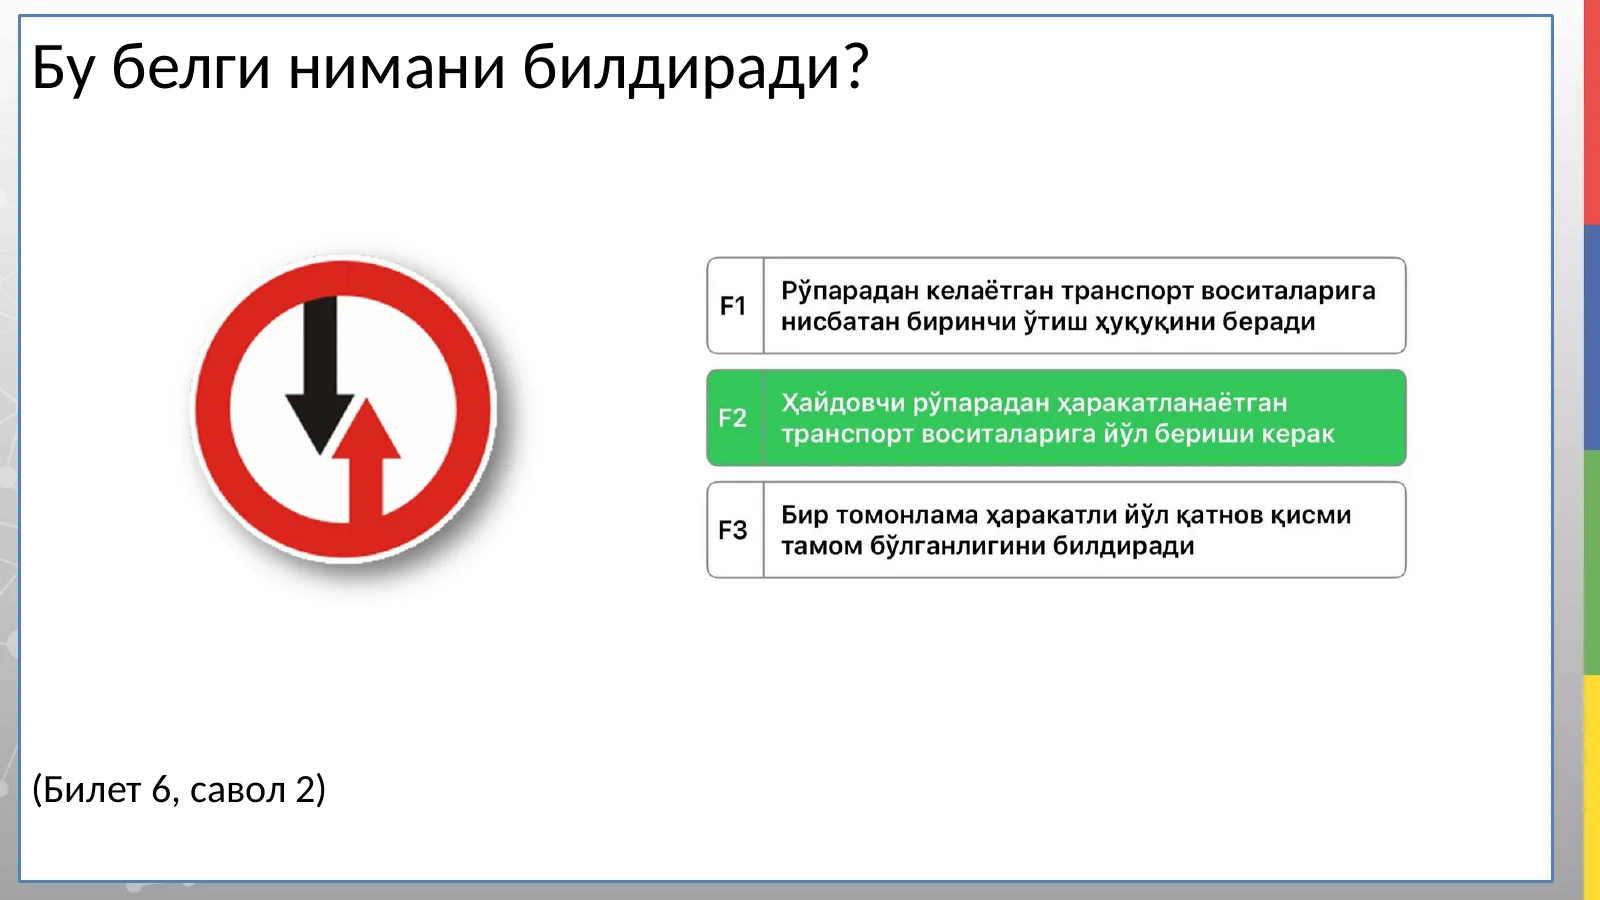 Бу белги нимани билдиради?
F1
Рўпарадан келаётган транспорт воситаларига
нисбатан биринчи ўтиш ҳуқуқини беради
F2
Ҳайдовчи рўпарадан ҳаракатланаётган
транспорт воситаларига йўл бериши керак
F3
Бир томонлама ҳаракатли йўл қатнов қисми
тамом бўлганлигини билдиради
(Билет 6, савол 2)